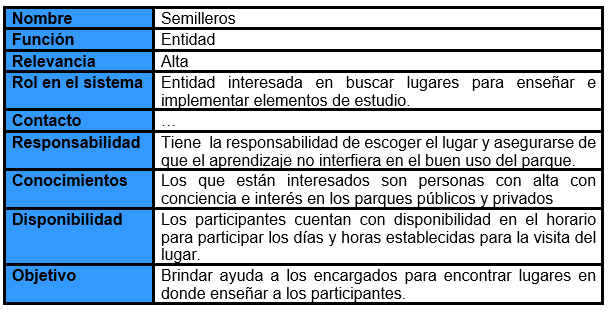 Nombre Semilleros
Función Entidad
Relevancia Alta
Rol en el sistema Entidad interesada en buscar lugares para enseñar e
implementar elementos de estudio.
Contacto …
Responsabilidad Tiene la responsabilidad de escoger el lugar y asegurarse de
que el aprendizaje no interfiera en el buen uso del parque.
Conocimientos Los que están interesados son personas con alta con
conciencia e interés en los parques públicos y privados
Disponibilidad Los participantes cuentan con disponibilidad en el horario
para participar los días y horas establecidas para la visita del
lugar.
Objetivo Brindar ayuda a los encargados para encontrar lugares en
donde enseñar a los participantes.